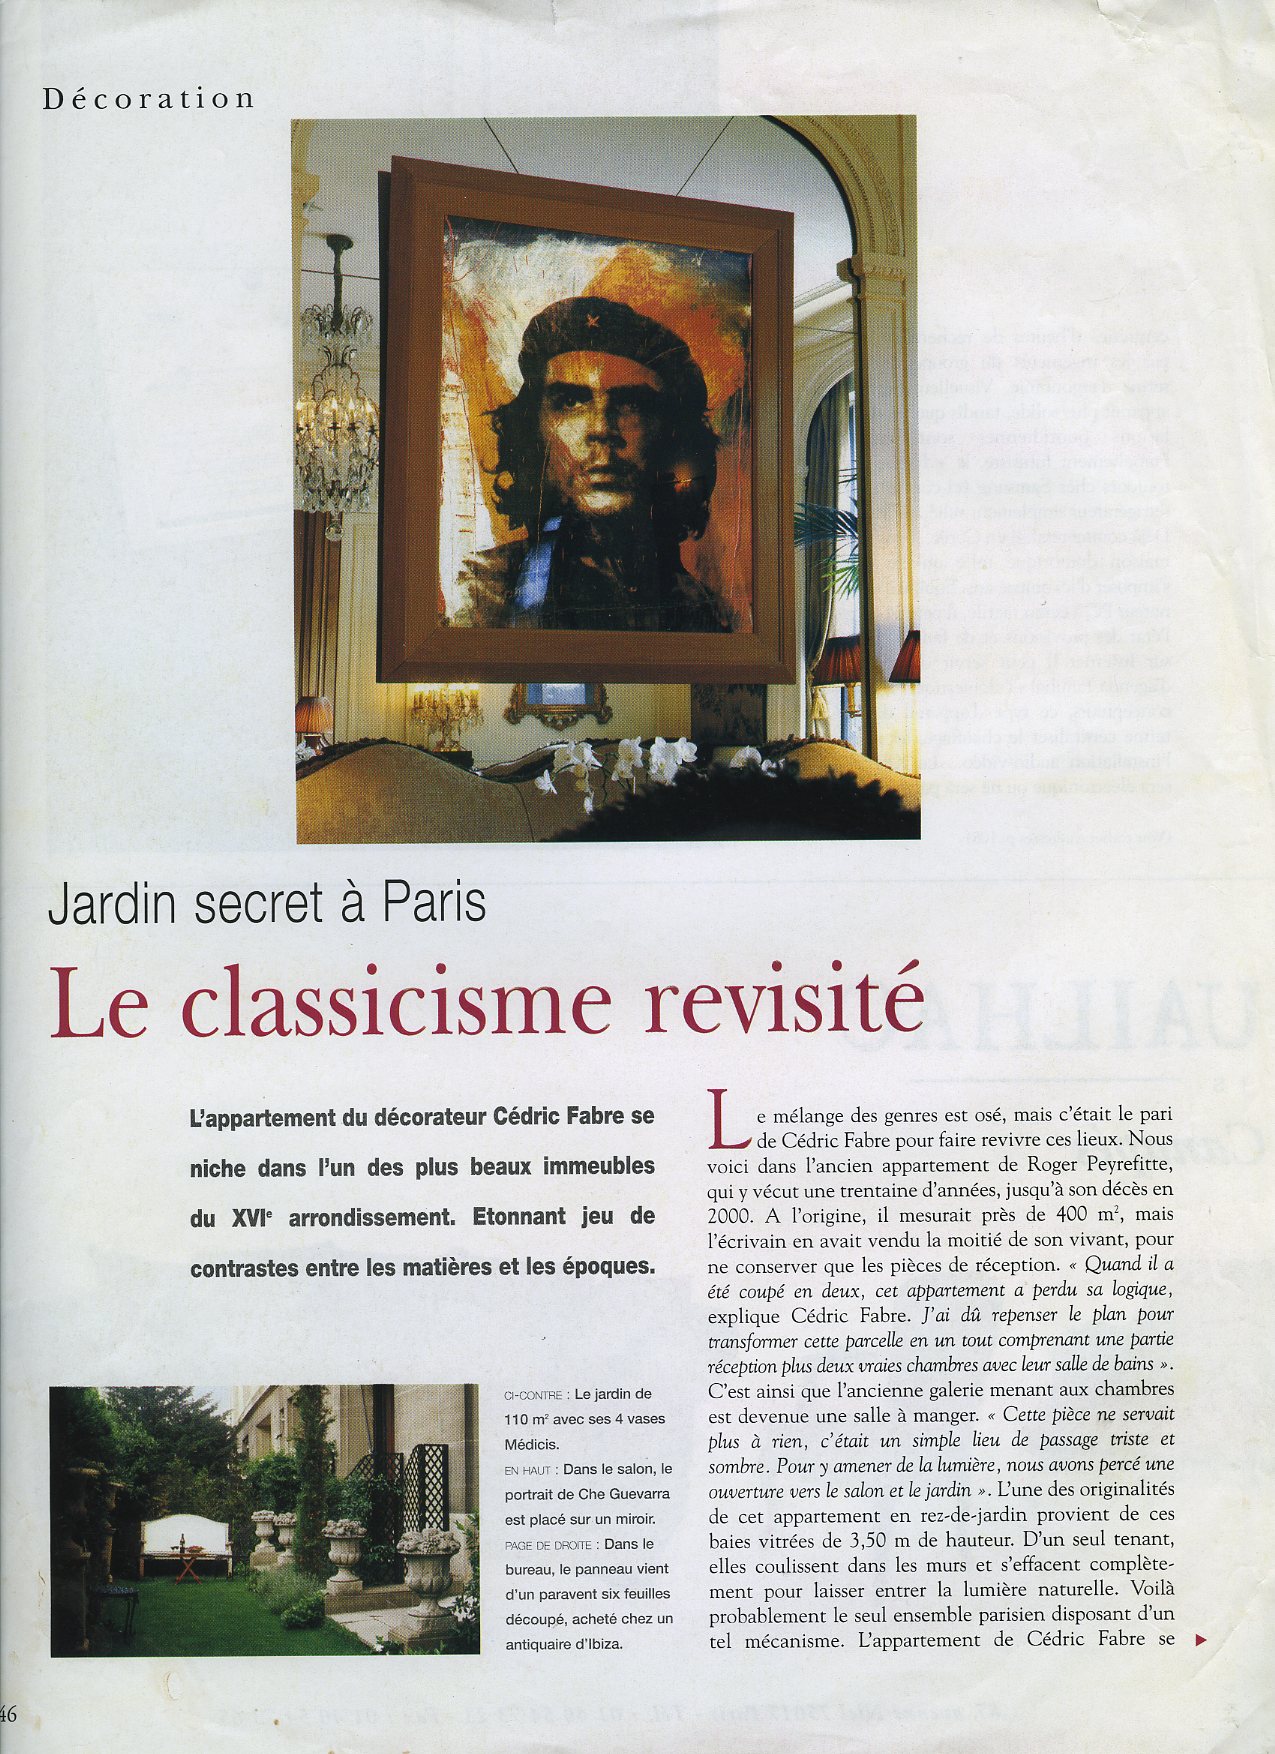 Décoration
Jardin secret à Paris
Le classicisme revisité
L'appartement du décorateur Cédric Fabre se
niche dans l'un des plus beaux immeubles
du XVIe arrondissement. Etonnant jeu de
contrastes entre les matières et les époques.
CI-CONTRE : Le jardin de
110 m² avec ses 4 vases
Médicis.
EN HAUT : Dans le salon, le
portrait de Che Guevarra
est placé sur un miroir.
PAGE DE DROITE : Dans le
bureau, le panneau vient
d'un paravent six feuilles
découpé, acheté chez un
antiquaire d'Ibiza.
Le mélange des genres est osé, mais c'était le pari
de Cédric Fabre pour faire revivre ces lieux. Nous
voici dans l'ancien appartement de Roger Peyrefitte,
qui y vécut une trentaine d'années, jusqu'à son décès en
2000. A l'origine, il mesurait près de 400 m², mais
l'écrivain en avait vendu la moitié de son vivant, pour
ne conserver que les pièces de réception. « Quand il a
été coupé en deux, cet appartement a perdu sa logique,
explique Cédric Fabre. J'ai dû repenser le plan pour
transformer cette parcelle en un tout comprenant une partie
réception plus deux vraies chambres avec leur salle de bains ».
C'est ainsi que l'ancienne galerie menant aux chambres
est devenue une salle à manger. « Cette pièce ne servait
plus à rien, c'était un simple lieu de passage triste et
sombre. Pour y amener de la lumière, nous avons percé une
ouverture vers le salon et le jardin ». L'une des originalités
de cet appartement en rez-de-jardin provient de ces
baies vitrées de 3,50 m de hauteur. D'un seul tenant,
elles coulissent dans les murs et s'effacent complète-
ment pour laisser entrer la lumière naturelle. Voilà
probablement le seul ensemble parisien disposant d'un
tel mécanisme. L'appartement de Cédric Fabre se
46